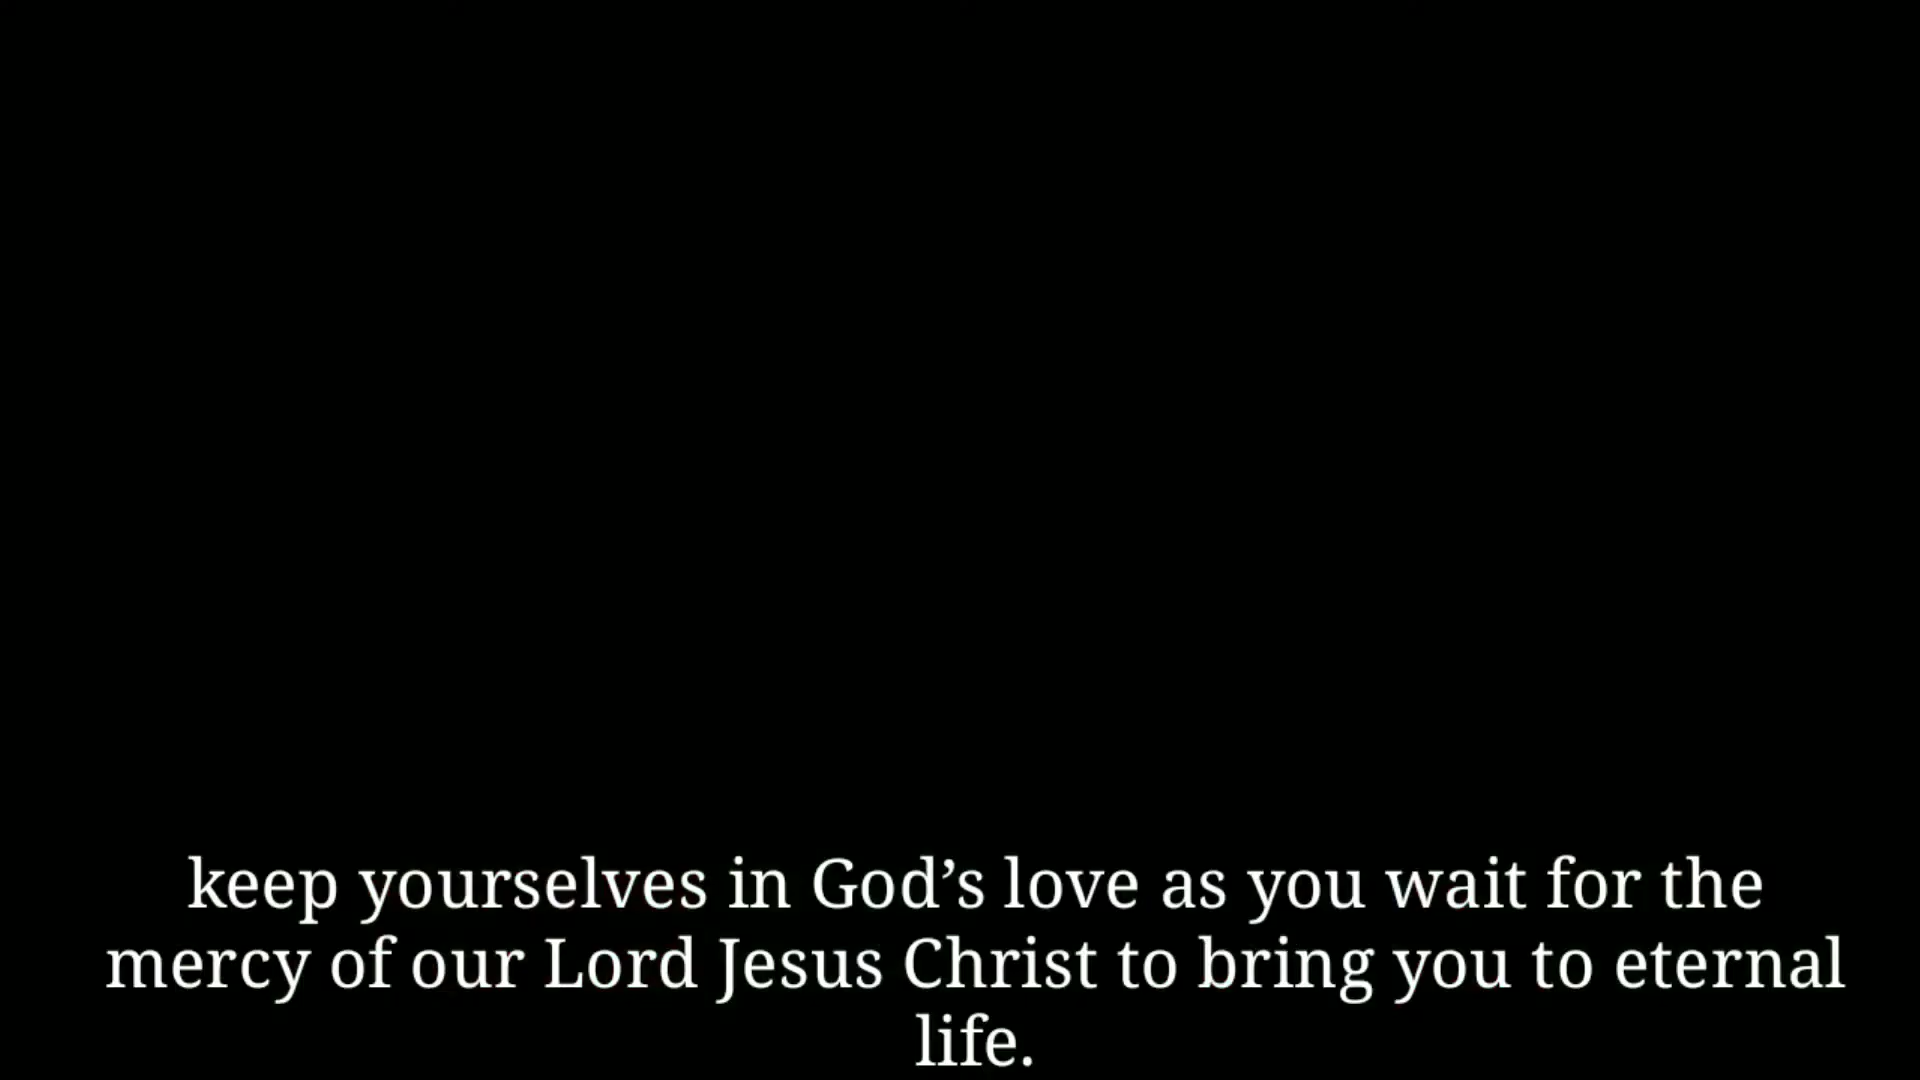 keep yourselves in God’s love as you wait for the
mercy of our Lord Jesus Christ to bring you to eternal
life.